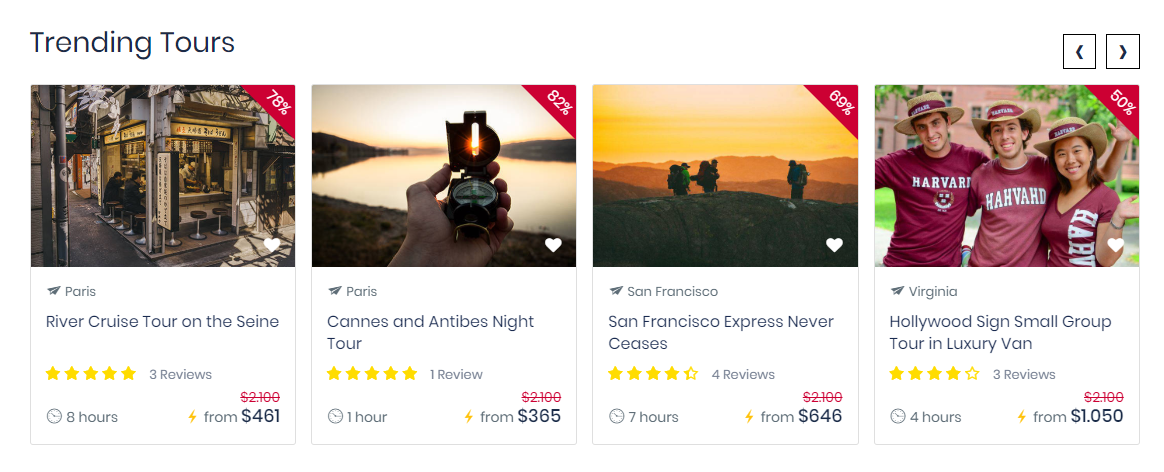 Trending Tours
❮ ❯
78%
82%
69%
50%
HARVARD
HARVARD
HARVARD
HARVARD
HAHVAHD
Paris
River Cruise Tour on the Seine
3 Reviews
$2.100
8 hours
from $461
Paris
Cannes and Antibes Night
Tour
1 Review
$2.100
1 hour
from $365
San Francisco
San Francisco Express Never
Ceases
4 Reviews
$2.100
7 hours
from $646
Virginia
Hollywood Sign Small Group
Tour in Luxury Van
3 Reviews
$2.100
4 hours
from $1.050